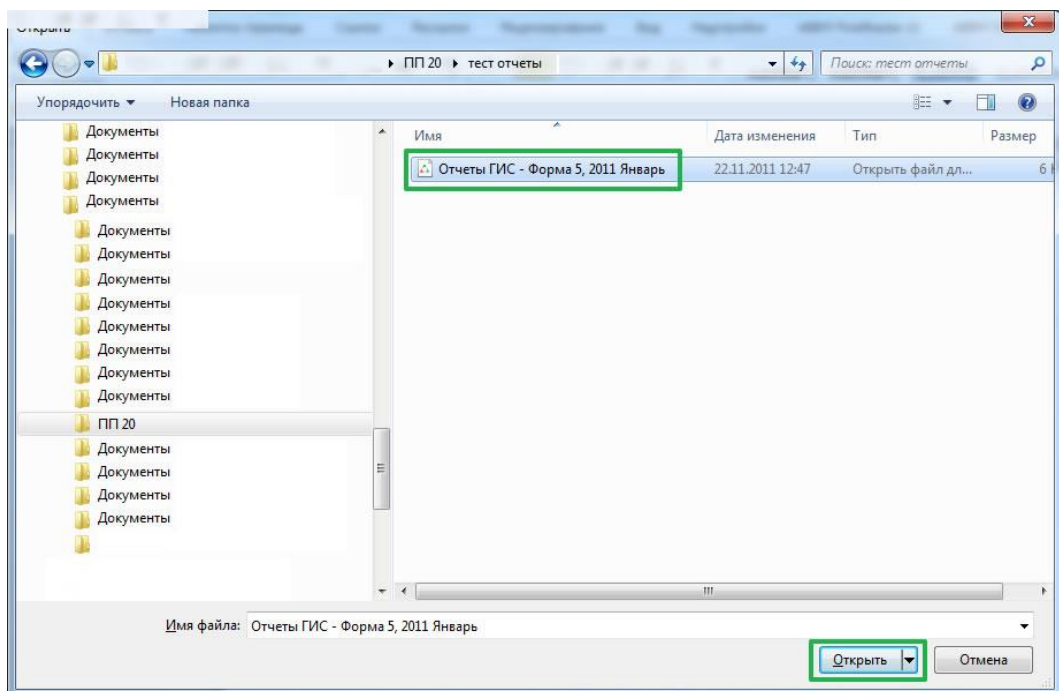 Открыть
ПП 20 ▸ тест отчеты
Поиск: тест отчеты
Упорядочить
Новая папка
Имя
Дата изменения
Тип
Размер
Отчеты ГИС - Форма 5, 2011 Январь
22.11.2011 12:47
Открыть файл дл...
6
Документы
Документы
Документы
Документы
Документы
Документы
Документы
Документы
Документы
Документы
Документы
Документы
ПП 20
Документы
Документы
Документы
Документы
Имя файла:
Отчеты ГИС - Форма 5, 2011 Январь
Открыть
Отмена